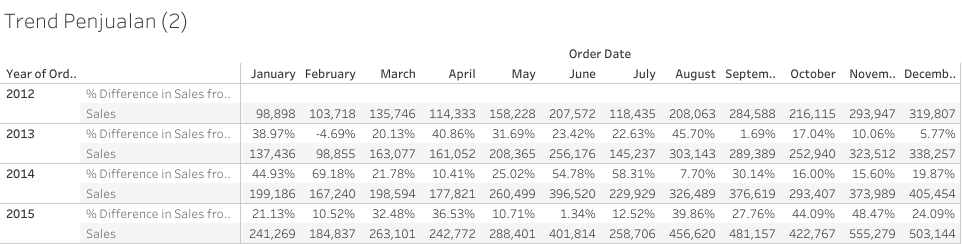 Trend Penjualan (2)
Order Date
Year of Ord.. January February March April May June July August Septem.. October Novem.. Decemb..
2012 % Difference in Sales fro..
Sales 98,898 103,718 135,746 114,333 158,228 207,572 118,435 208,063 284,588 216,115 293,947 319,807
2013 % Difference in Sales fro.. 38.97% -4.69% 20.13% 40.86% 31.69% 23.42% 22.63% 45.70% 1.69% 17.04% 10.06% 5.77%
Sales 137,436 98,855 163,077 161,052 208,365 256,176 145,237 303,143 289,389 252,940 323,512 338,257
2014 % Difference in Sales fro.. 44.93% 69.18% 21.78% 10.41% 25.02% 54.78% 58.31% 7.70% 30.14% 16.00% 15.60% 19.87%
Sales 199,186 167,240 198,594 177,821 260,499 396,520 229,929 326,489 376,619 293,407 373,989 405,454
2015 % Difference in Sales fro.. 21.13% 10.52% 32.48% 36.53% 10.71% 1.34% 12.52% 39.86% 27.76% 44.09% 48.47% 24.09%
Sales 241,269 184,837 263,101 242,772 288,401 401,814 258,706 456,620 481,157 422,767 555,279 503,144